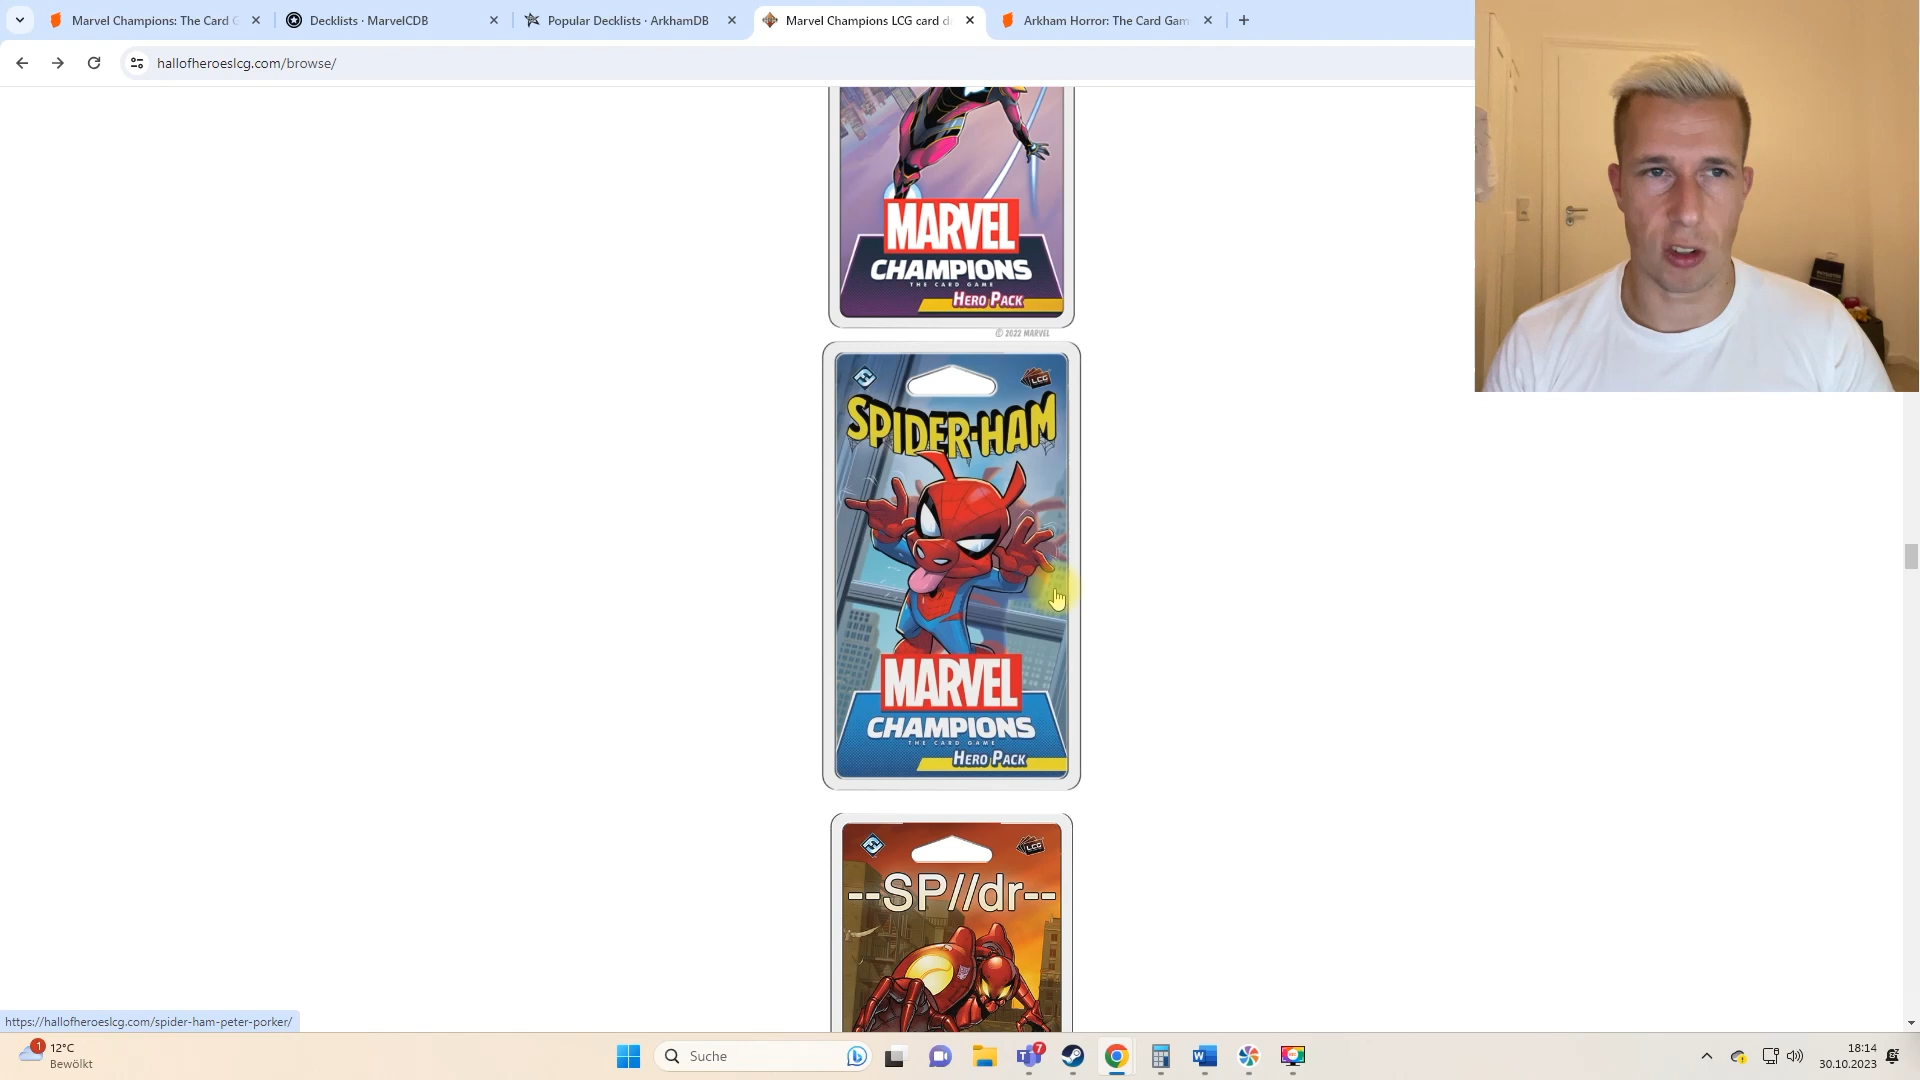 Marvel Champions: The Card G
Decklists · MarvelCDB
Popular Decklists · ArkhamDB
Marvel Champions LCG card d
Arkham Horror: The Card Gam
hallofheroeslcg.com/browse/
MARVEL
CHAMPIONS
THE CARD GAME
HERO PACK
© 2022 MARVEL
LCG
SPIDER-HAM
MARVEL
CHAMPIONS
THE CARD GAME
HERO PACK
LCG
--SP//dr--
https://hallofheroeslcg.com/spider-ham-peter-porker/
1
12°C
Bewölkt
Suche
7
18:14
30.10.2023